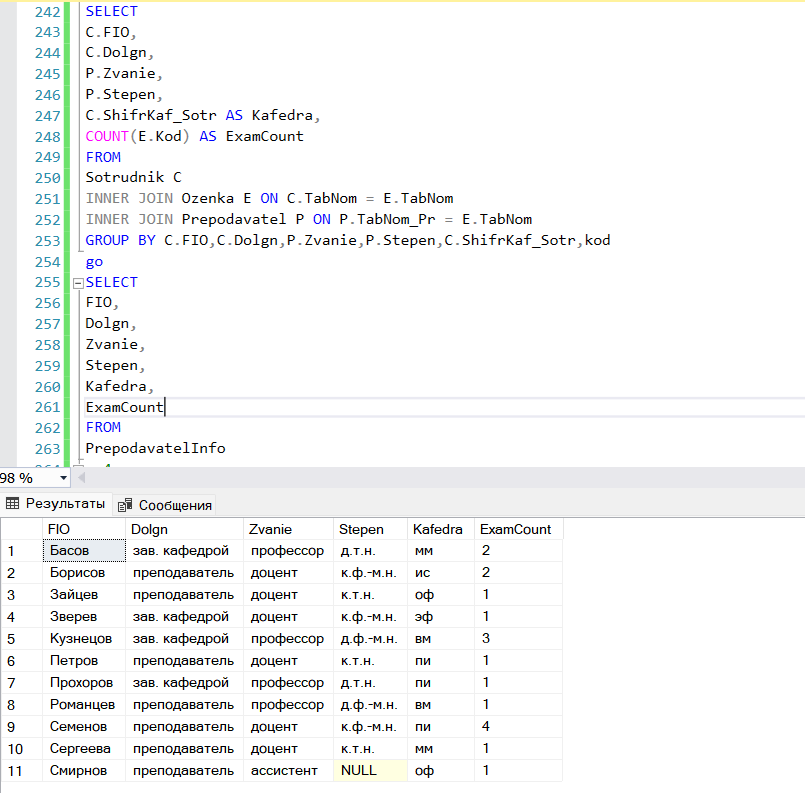 242 SELECT
243 C.FIO,
244 C.Dolgn,
245 P.Zvanie,
246 P.Stepen,
247 C.ShifrKaf_Sotr AS Kafedra,
248 COUNT(E.Kod) AS ExamCount
249 FROM
250 Sotrudnik C
251 INNER JOIN Ozenka E ON C.TabNom = E.TabNom
252 INNER JOIN Prepodavatel P ON P.TabNom_Pr = E.TabNom
253 GROUP BY C.FIO,C.Dolgn,P.Zvanie,P.Stepen,C.ShifrKaf_Sotr,kod
254 go
255 SELECT
256 FIO,
257 Dolgn,
258 Zvanie,
259 Stepen,
260 Kafedra,
261 ExamCount
262 FROM
263 PrepodavatelInfo
98 %
Результаты Сообщения
FIO Dolgn Zvanie Stepen Kafedra ExamCount
1 Басов зав. кафедрой профессор д.т.н. мм 2
2 Борисов преподаватель доцент к.ф.-м.н. ис 2
3 Зайцев преподаватель доцент к.т.н. оф 1
4 Зверев зав. кафедрой доцент к.ф.-м.н. эф 1
5 Кузнецов зав. кафедрой профессор д.ф.-м.н. вм 3
6 Петров преподаватель доцент к.т.н. пи 1
7 Прохоров зав. кафедрой профессор д.т.н. пи 1
8 Романцев преподаватель профессор д.ф.-м.н. вм 1
9 Семенов преподаватель доцент к.ф.-м.н. пи 4
10 Сергеева преподаватель доцент к.т.н. мм 1
11 Смирнов преподаватель ассистент NULL оф 1